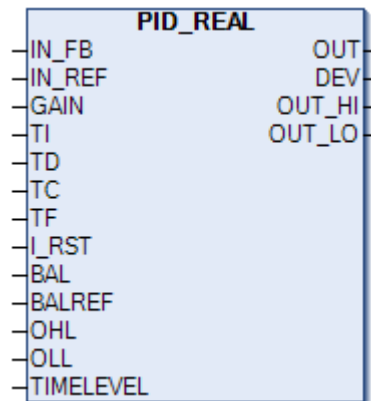 PID_REAL
IN_FB OUT
IN_REF DEV
GAIN OUT_HI
TI OUT_LO
TD
TC
TF
I_RST
BAL
BALREF
OHL
OLL
TIMELEVEL